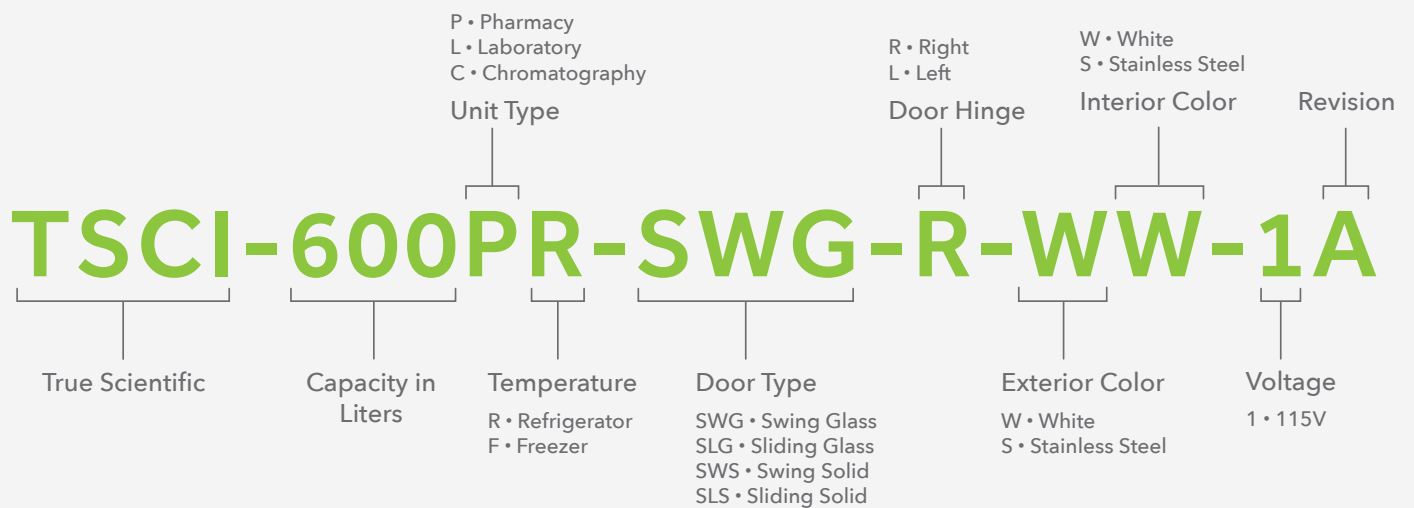 P • Pharmacy
L • Laboratory
C • Chromatography
Unit Type
R • Right
L • Left
Door Hinge
W • White
S • Stainless Steel
Interior Color
Revision
TSCI-600PR-SWG-R-WW-1A
True Scientific
Capacity in
Liters
Temperature
R • Refrigerator
F • Freezer
Door Type
SWG • Swing Glass
SLG • Sliding Glass
SWS • Swing Solid
SLS • Sliding Solid
Exterior Color
W • White
S • Stainless Steel
Voltage
1 • 115V